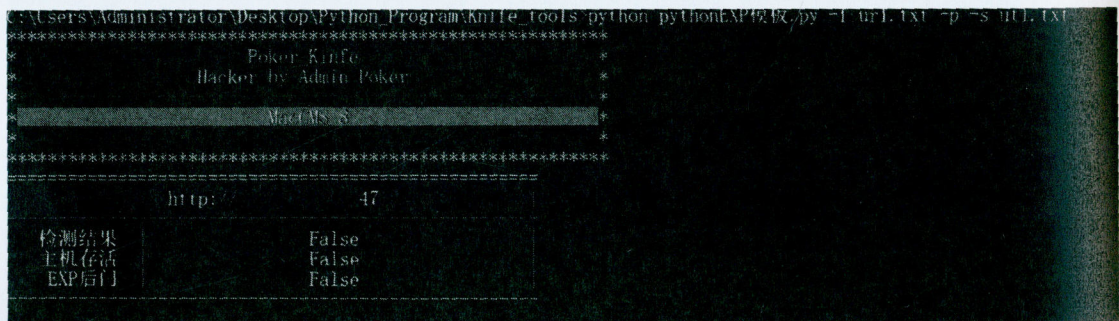 C:\Users\Administrator\Desktop\Python_Program\Knife_tools>python pythonEXP模板.py -f url.txt -p -s utl.txt
************************************************************
* Poker Kinfe *
* Hacker by Admin Poker *
* *
* MacCMS 8 *
* *
************************************************************
http:// 47
检测结果 False
主机存活 False
EXP后门 False